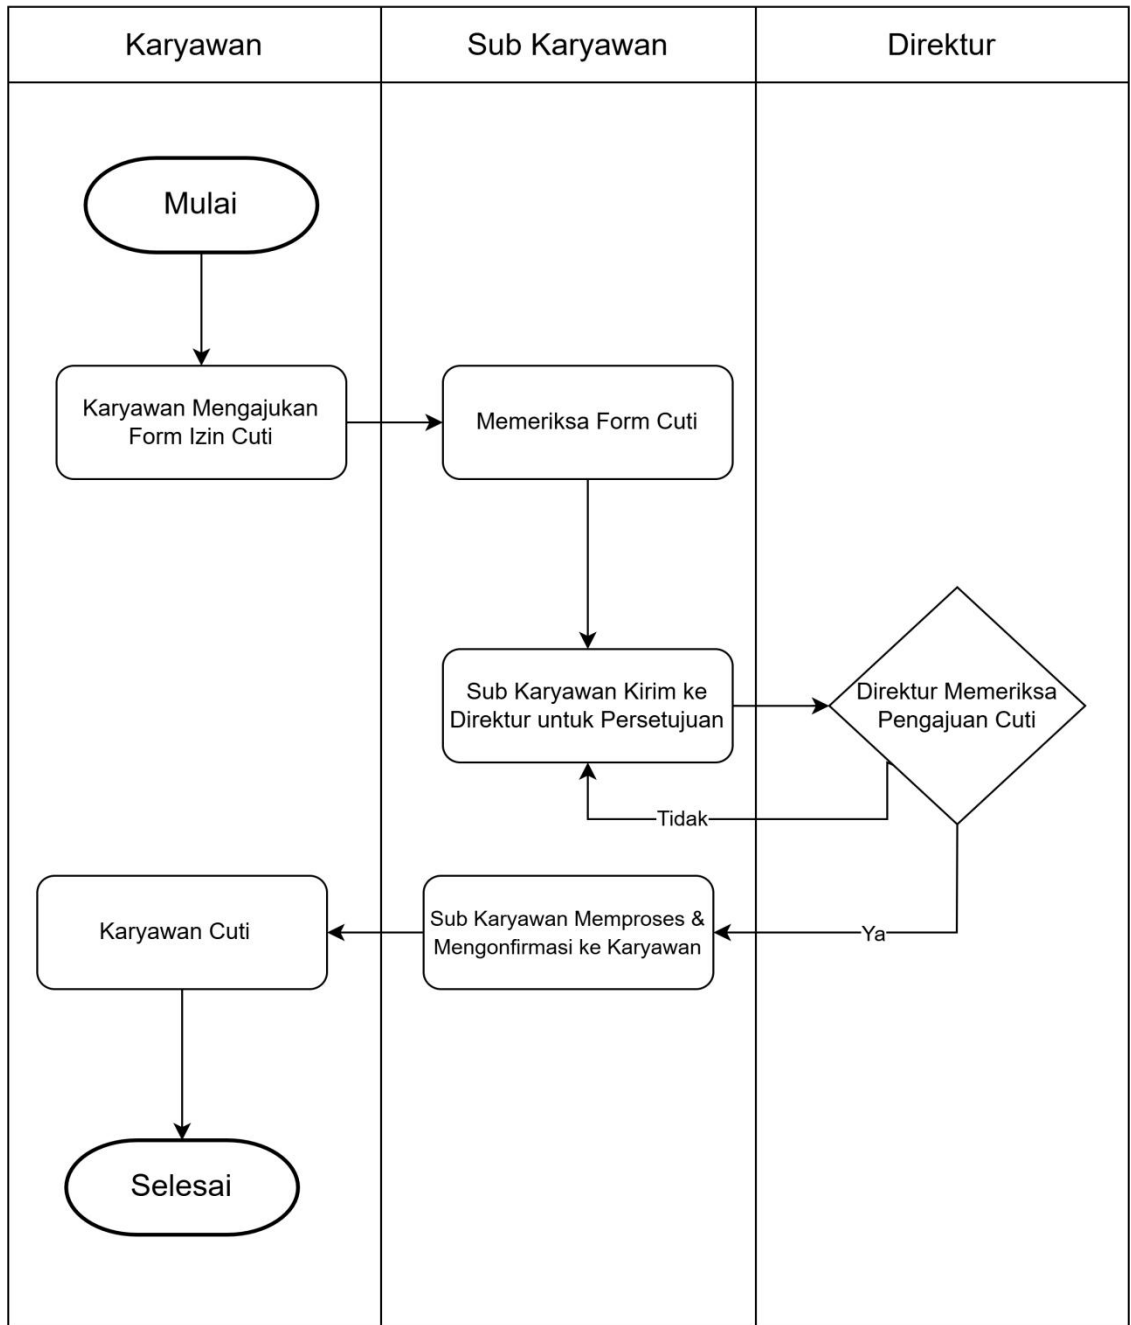 Karyawan
Sub Karyawan
Direktur
Mulai
Karyawan Mengajukan
Form Izin Cuti
Memeriksa Form Cuti
Sub Karyawan Kirim ke
Direktur untuk Persetujuan
Direktur Memeriksa
Pengajuan Cuti
Tidak
Karyawan Cuti
Sub Karyawan Memproses &
Mengonfirmasi ke Karyawan
Ya
Selesai